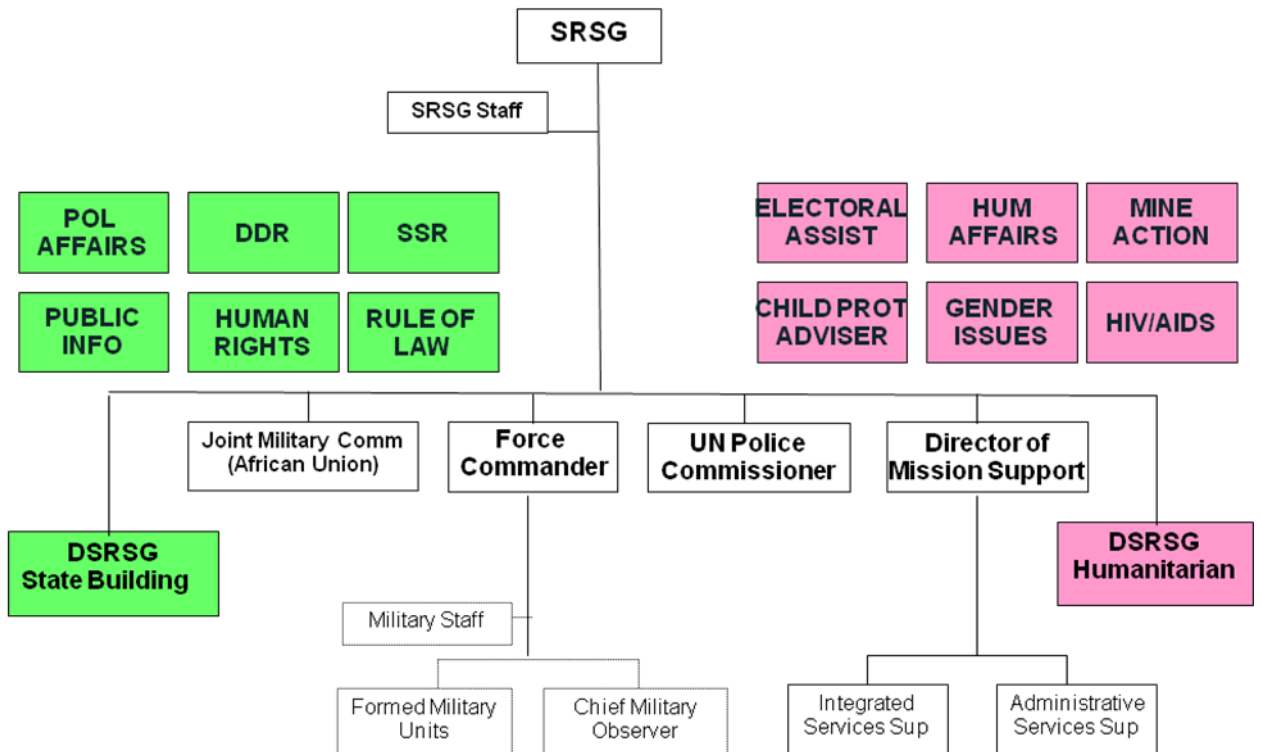 SRSG
SRSG Staff
POL
AFFAIRS
DDR
SSR
ELECTORAL
ASSIST
HUM
AFFAIRS
MINE
ACTION
PUBLIC
INFO
HUMAN
RIGHTS
RULE OF
LAW
CHILD PROT
ADVISER
GENDER
ISSUES
HIV/AIDS
Joint Military Comm
(African Union)
Force
Commander
UN Police
Commissioner
Director of
Mission Support
DSRSG
State Building
DSRSG
Humanitarian
Military Staff
Formed Military
Units
Chief Military
Observer
Integrated
Services Sup
Administrative
Services Sup